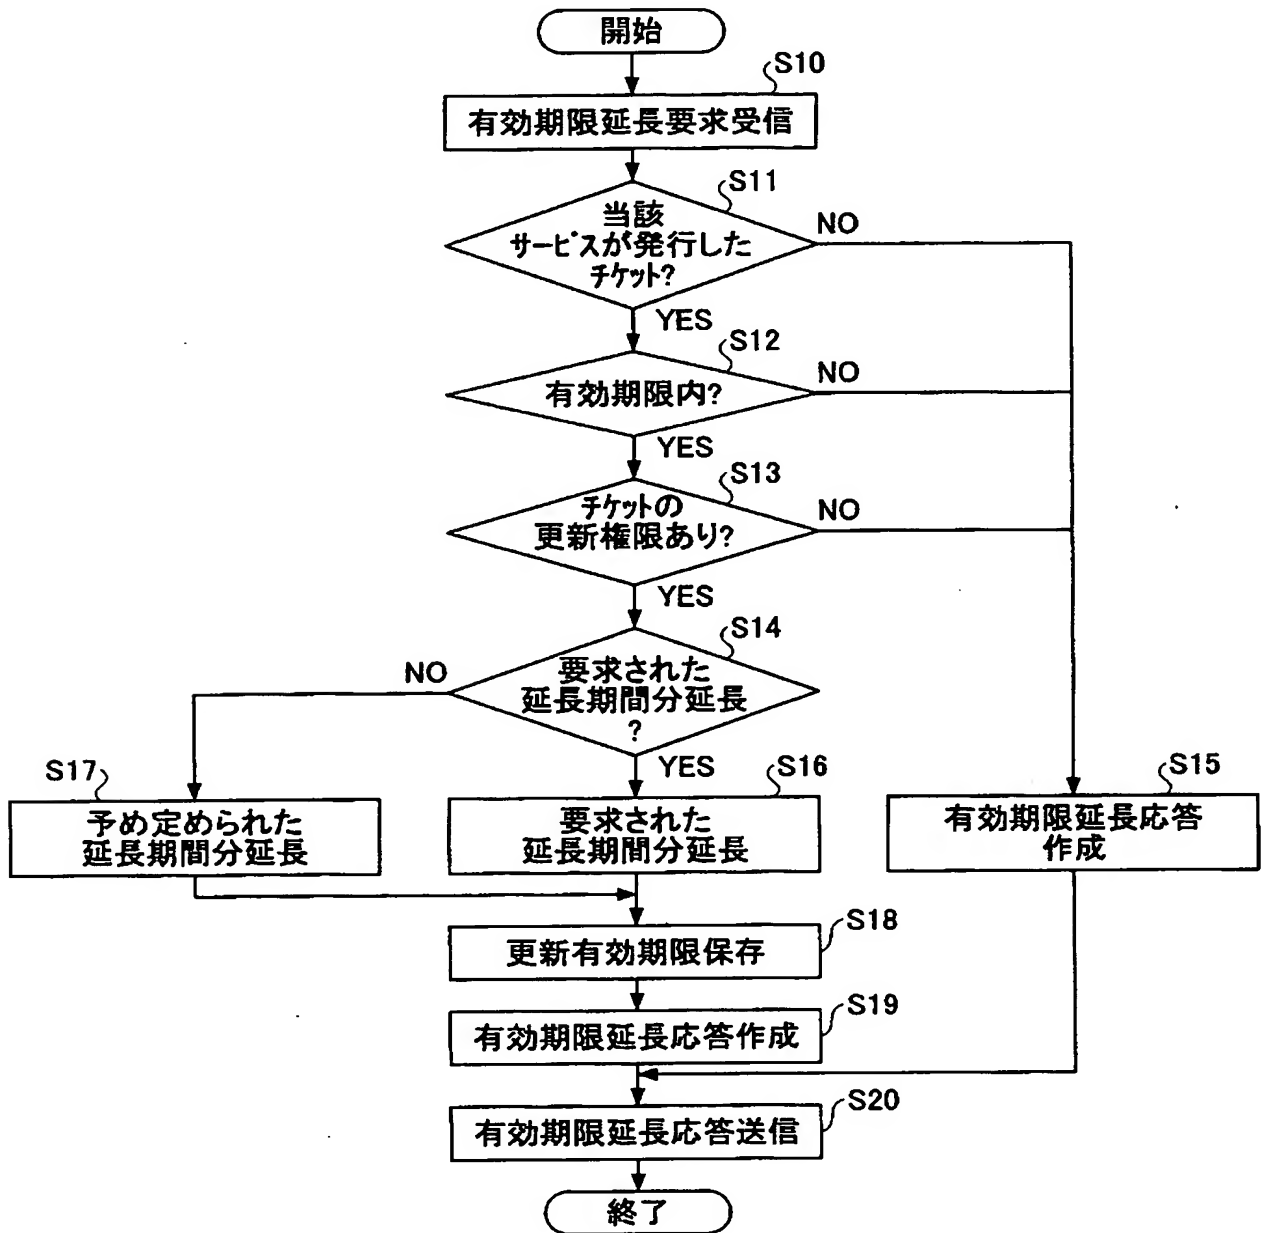 開始
S10
有効期限延長要求受信
S11
当該
サービスが発行した
チケット?
NO
YES
S12
有効期限内?
NO
YES
S13
チケットの
更新権限あり?
NO
YES
S14
要求された
延長期間分延長
?
NO
YES
S17
予め定められた
延長期間分延長
S16
要求された
延長期間分延長
S15
有効期限延長応答
作成
S18
更新有効期限保存
S19
有効期限延長応答作成
S20
有効期限延長応答送信
終了